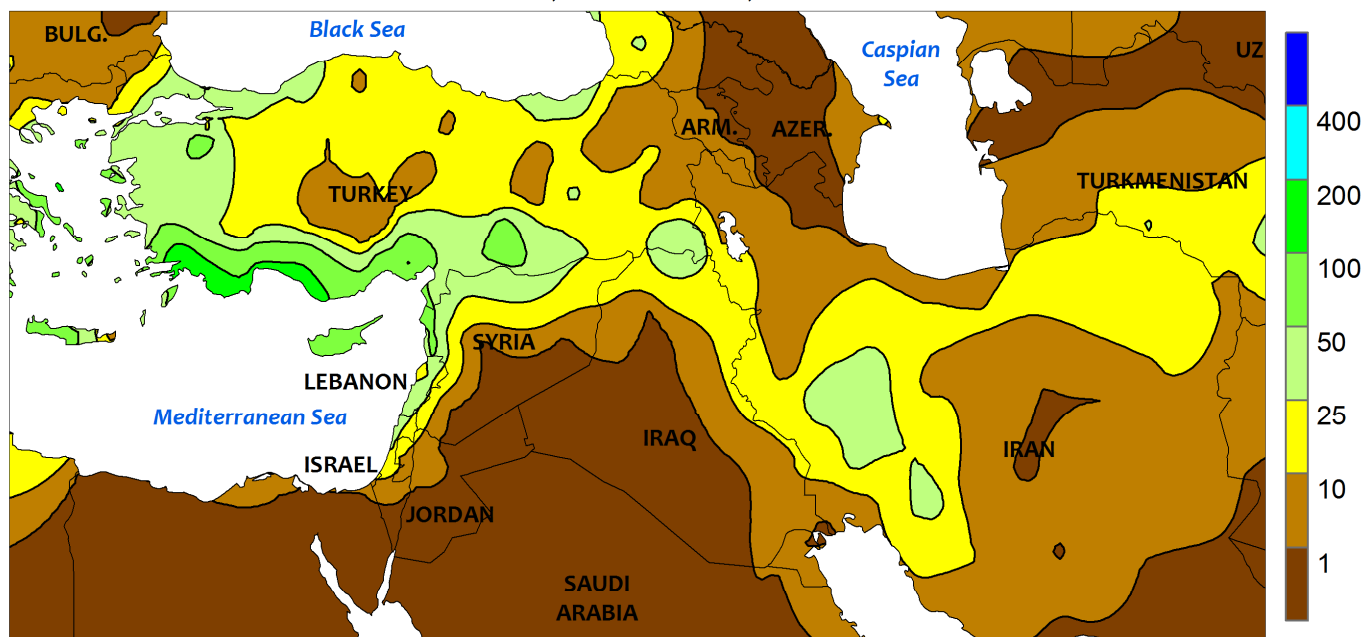 BULG.
Black Sea
Caspian
Sea
UZ
ARM.
AZER.
TURKMENISTAN
TURKEY
SYRIA
LEBANON
Mediterranean Sea
IRAQ
IRAN
ISRAEL
JORDAN
SAUDI
ARABIA
400
200
100
50
25
10
1